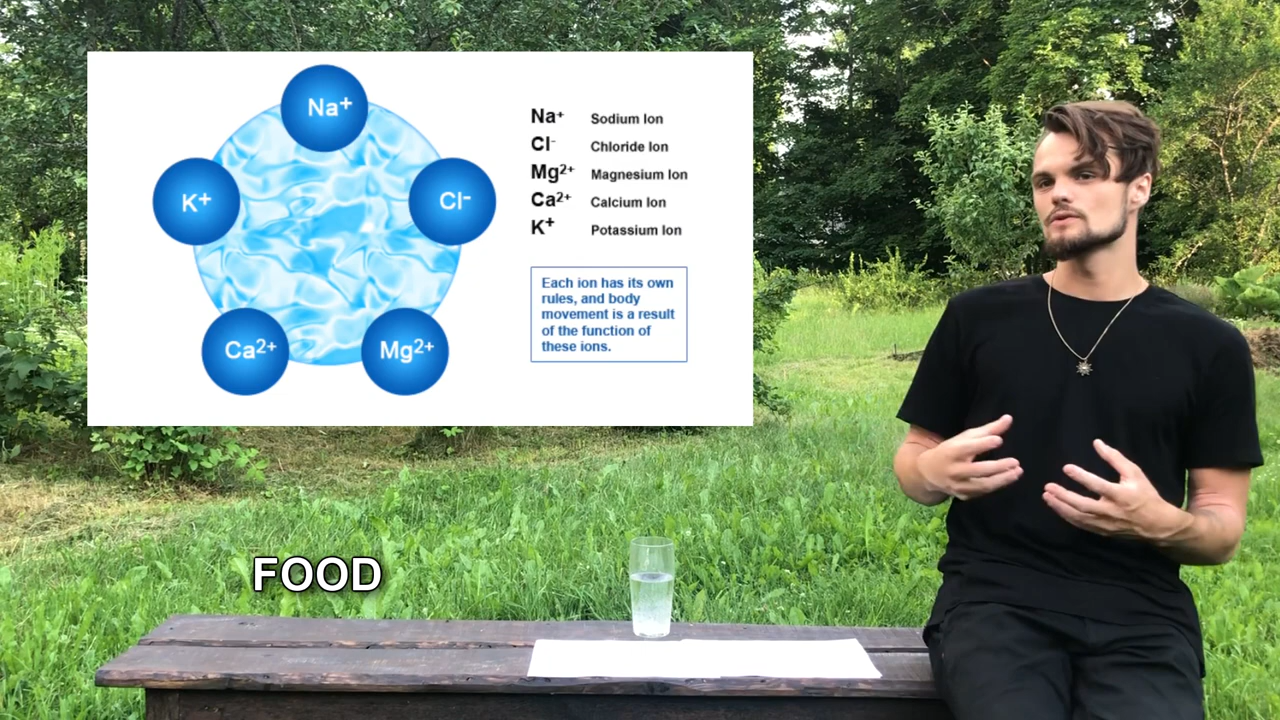 Na+
K+
Cl-
Ca2+
Mg2+
Na+ Sodium Ion
Cl- Chloride Ion
Mg2+ Magnesium Ion
Ca2+ Calcium Ion
K+ Potassium Ion
Each ion has its own
rules, and body
movement is a result
of the function of
these ions.
FOOD